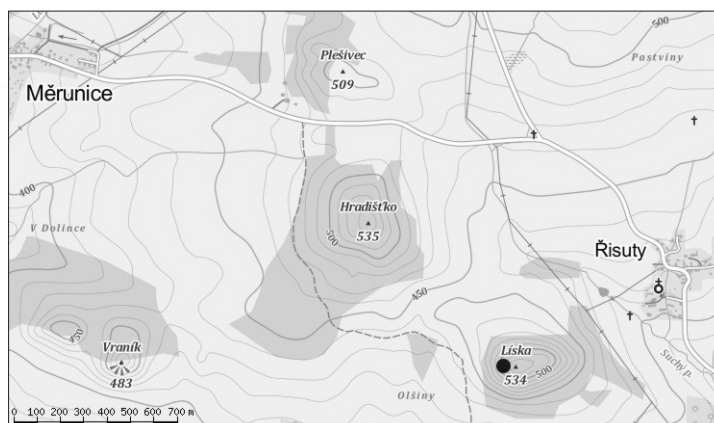 500
Plešivec
509
Pastviny
Měrunice
400
V Dolince
Hradišťko
500
535
Řisuty
450
450
Vraník
483
Líska
534
500
Suchý p.
Olšiny
0 100 200 300 400 500 600 700 m